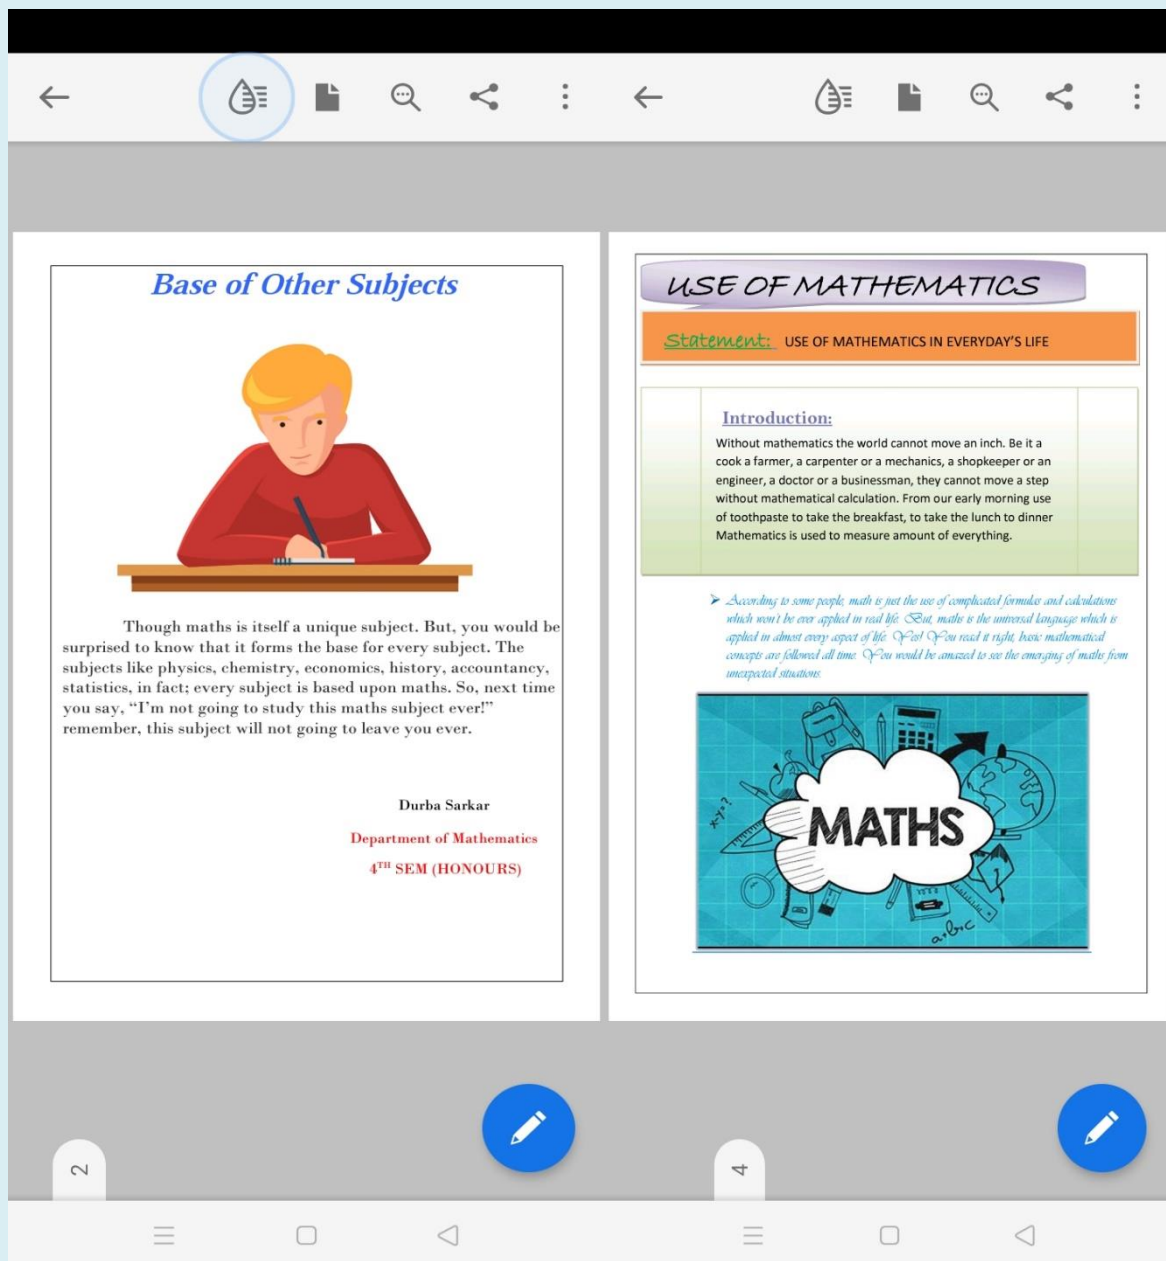 Base of Other Subjects
Though maths is itself a unique subject. But, you would be
surprised to know that it forms the base for every subject. The
subjects like physics, chemistry, economics, history, accountancy,
statistics, in fact; every subject is based upon maths. So, next time
you say, “I’m not going to study this maths subject ever!”
remember, this subject will not going to leave you ever.
Durba Sarkar
Department of Mathematics
4TH SEM (HONOURS)
2
USE OF MATHEMATICS
Statement: USE OF MATHEMATICS IN EVERYDAY’S LIFE
Introduction:
Without mathematics the world cannot move an inch. Be it a
cook a farmer, a carpenter or a mechanics, a shopkeeper or an
engineer, a doctor or a businessman, they cannot move a step
without mathematical calculation. From our early morning use
of toothpaste to take the breakfast, to take the lunch to dinner
Mathematics is used to measure amount of everything.
According to some people, math is just the use of complicated formulas and calculations
which won’t be ever applied in real life. But, maths is the universal language which is
applied in almost every aspect of life. Yes! You read it right, basic mathematical
concepts are followed all time. You would be amazed to see the emerging of maths from
unexpected situations.
x-y=?
MATHS
a+b=c
4